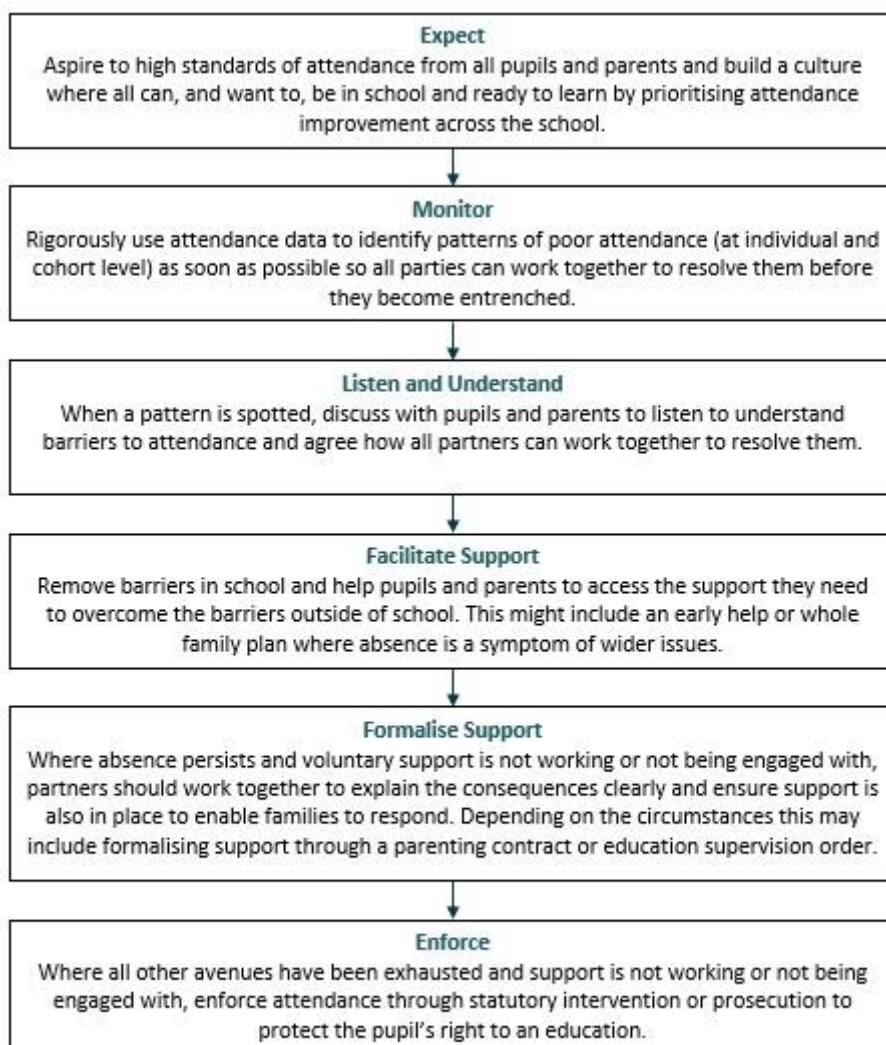 Expect
Aspire to high standards of attendance from all pupils and parents and build a culture
where all can, and want to, be in school and ready to learn by prioritising attendance
improvement across the school.
Monitor
Rigorously use attendance data to identify patterns of poor attendance (at individual and
cohort level) as soon as possible so all parties can work together to resolve them before
they become entrenched.
Listen and Understand
When a pattern is spotted, discuss with pupils and parents to listen to understand
barriers to attendance and agree how all partners can work together to resolve them.
Facilitate Support
Remove barriers in school and help pupils and parents to access the support they need
to overcome the barriers outside of school. This might include an early help or whole
family plan where absence is a symptom of wider issues.
Formalise Support
Where absence persists and voluntary support is not working or not being engaged with,
partners should work together to explain the consequences clearly and ensure support is
also in place to enable families to respond. Depending on the circumstances this may
include formalising support through a parenting contract or education supervision order.
Enforce
Where all other avenues have been exhausted and support is not working or not being
engaged with, enforce attendance through statutory intervention or prosecution to
protect the pupil's right to an education.